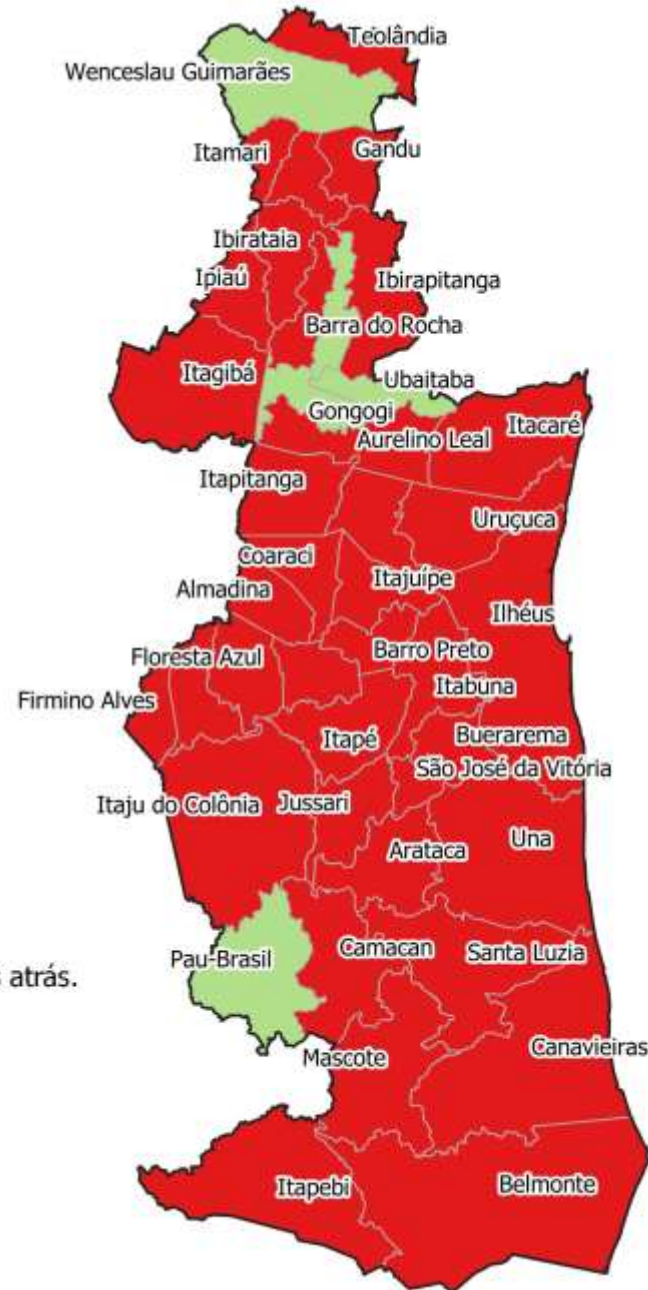 Teolândia
Wenceslau Guimarães
Itamari
Gandu
Ibirataia
Ipiaú
Ibirapitanga
Barra do Rocha
Itagibá
Ubaitaba
Gongogi
Itacaré
Aurelino Leal
Itapitanga
Uruçuca
Coaraci
Itajuípe
Almadina
Ilhéus
Floresta Azul
Barro Preto
Itabuna
Firmino Alves
Itapé
Buerarema
São José da Vitória
Itaju do Colônia
Jussari
Una
Arataca
Pau-Brasil
Camacan
Santa Luzia
atrás.
Canavieiras
Mascote
Itapebi
Belmonte